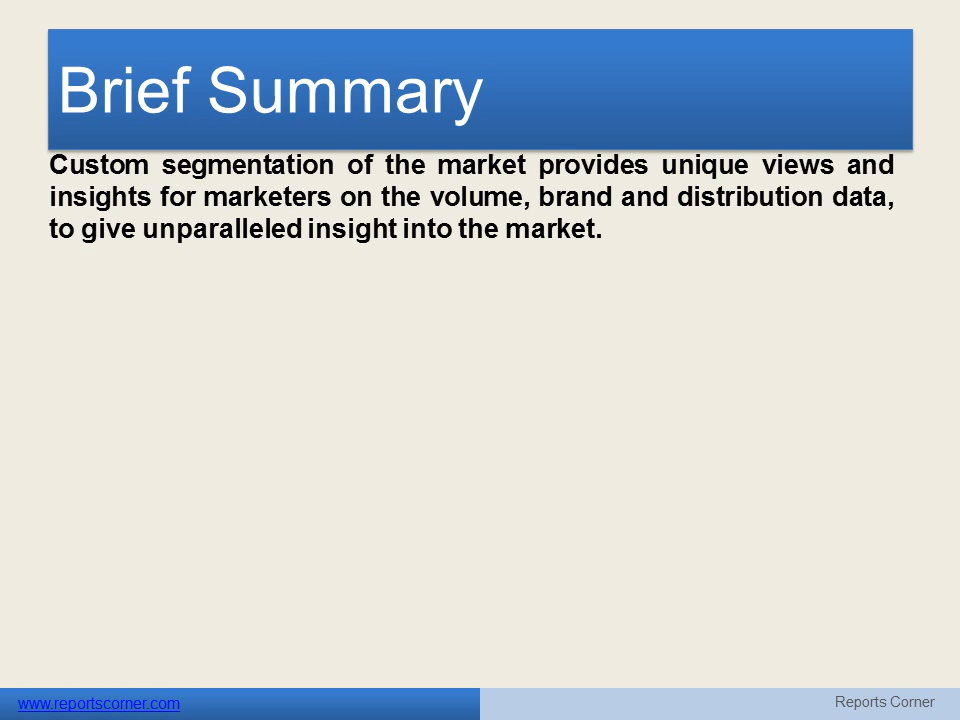 Brief Summary
Custom segmentation of the market provides unique views and
insights for marketers on the volume, brand and distribution data,
to give unparalleled insight into the market.
www.reportscorner.com
Reports Corner